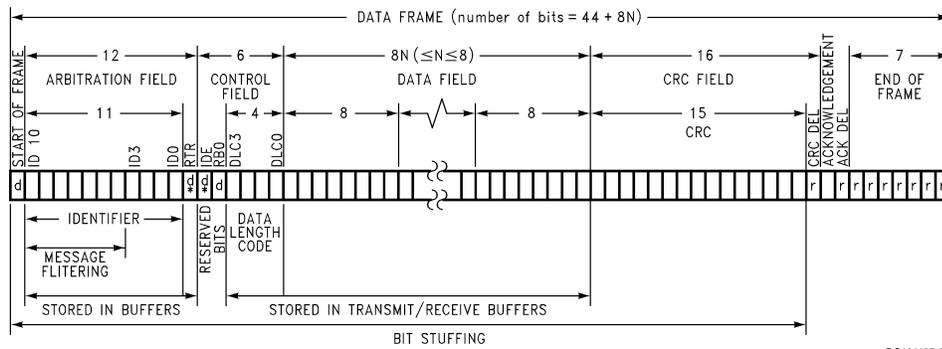 DATA FRAME (number of bits = 44 + 8N)
12
6
8N (≤N≤8)
16
7
START OF FRAME
ARBITRATION FIELD
CONTROL FIELD
DATA FIELD
CRC FIELD
ACKNOWLEDGEMENT
END OF FRAME
11
4
8
8
15
CRC
ID 10
ID3
ID0
RTR
IDE
RB0
DLC3
DLC0
CRC DEL
ACK DEL
d d* d* d r r r r r r r r r
IDENTIFIER
RESERVED BITS
DATA LENGTH CODE
MESSAGE FLITERING
STORED IN BUFFERS
STORED IN TRANSMIT/RECEIVE BUFFERS
BIT STUFFING